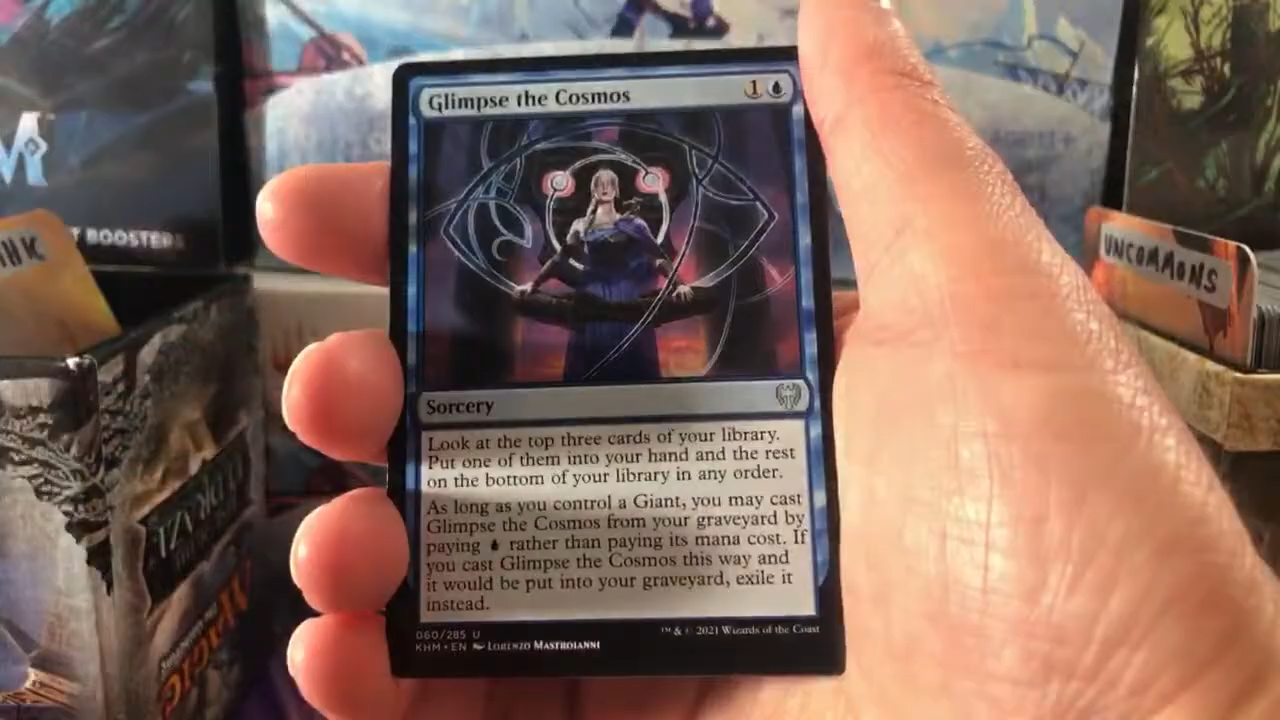 Glimpse the Cosmos
1
Sorcery
Look at the top three cards of your library.
Put one of them into your hand and the rest
on the bottom of your library in any order.
As long as you control a Giant, you may cast
Glimpse the Cosmos from your graveyard by
paying rather than paying its mana cost. If
you cast Glimpse the Cosmos this way and
it would be put into your graveyard, exile it
instead.
060/285 U
KHM • EN Lorenzo Mastroianni
™ & © 2021 Wizards of the Coast
BOOSTERS
UNCOMMONS